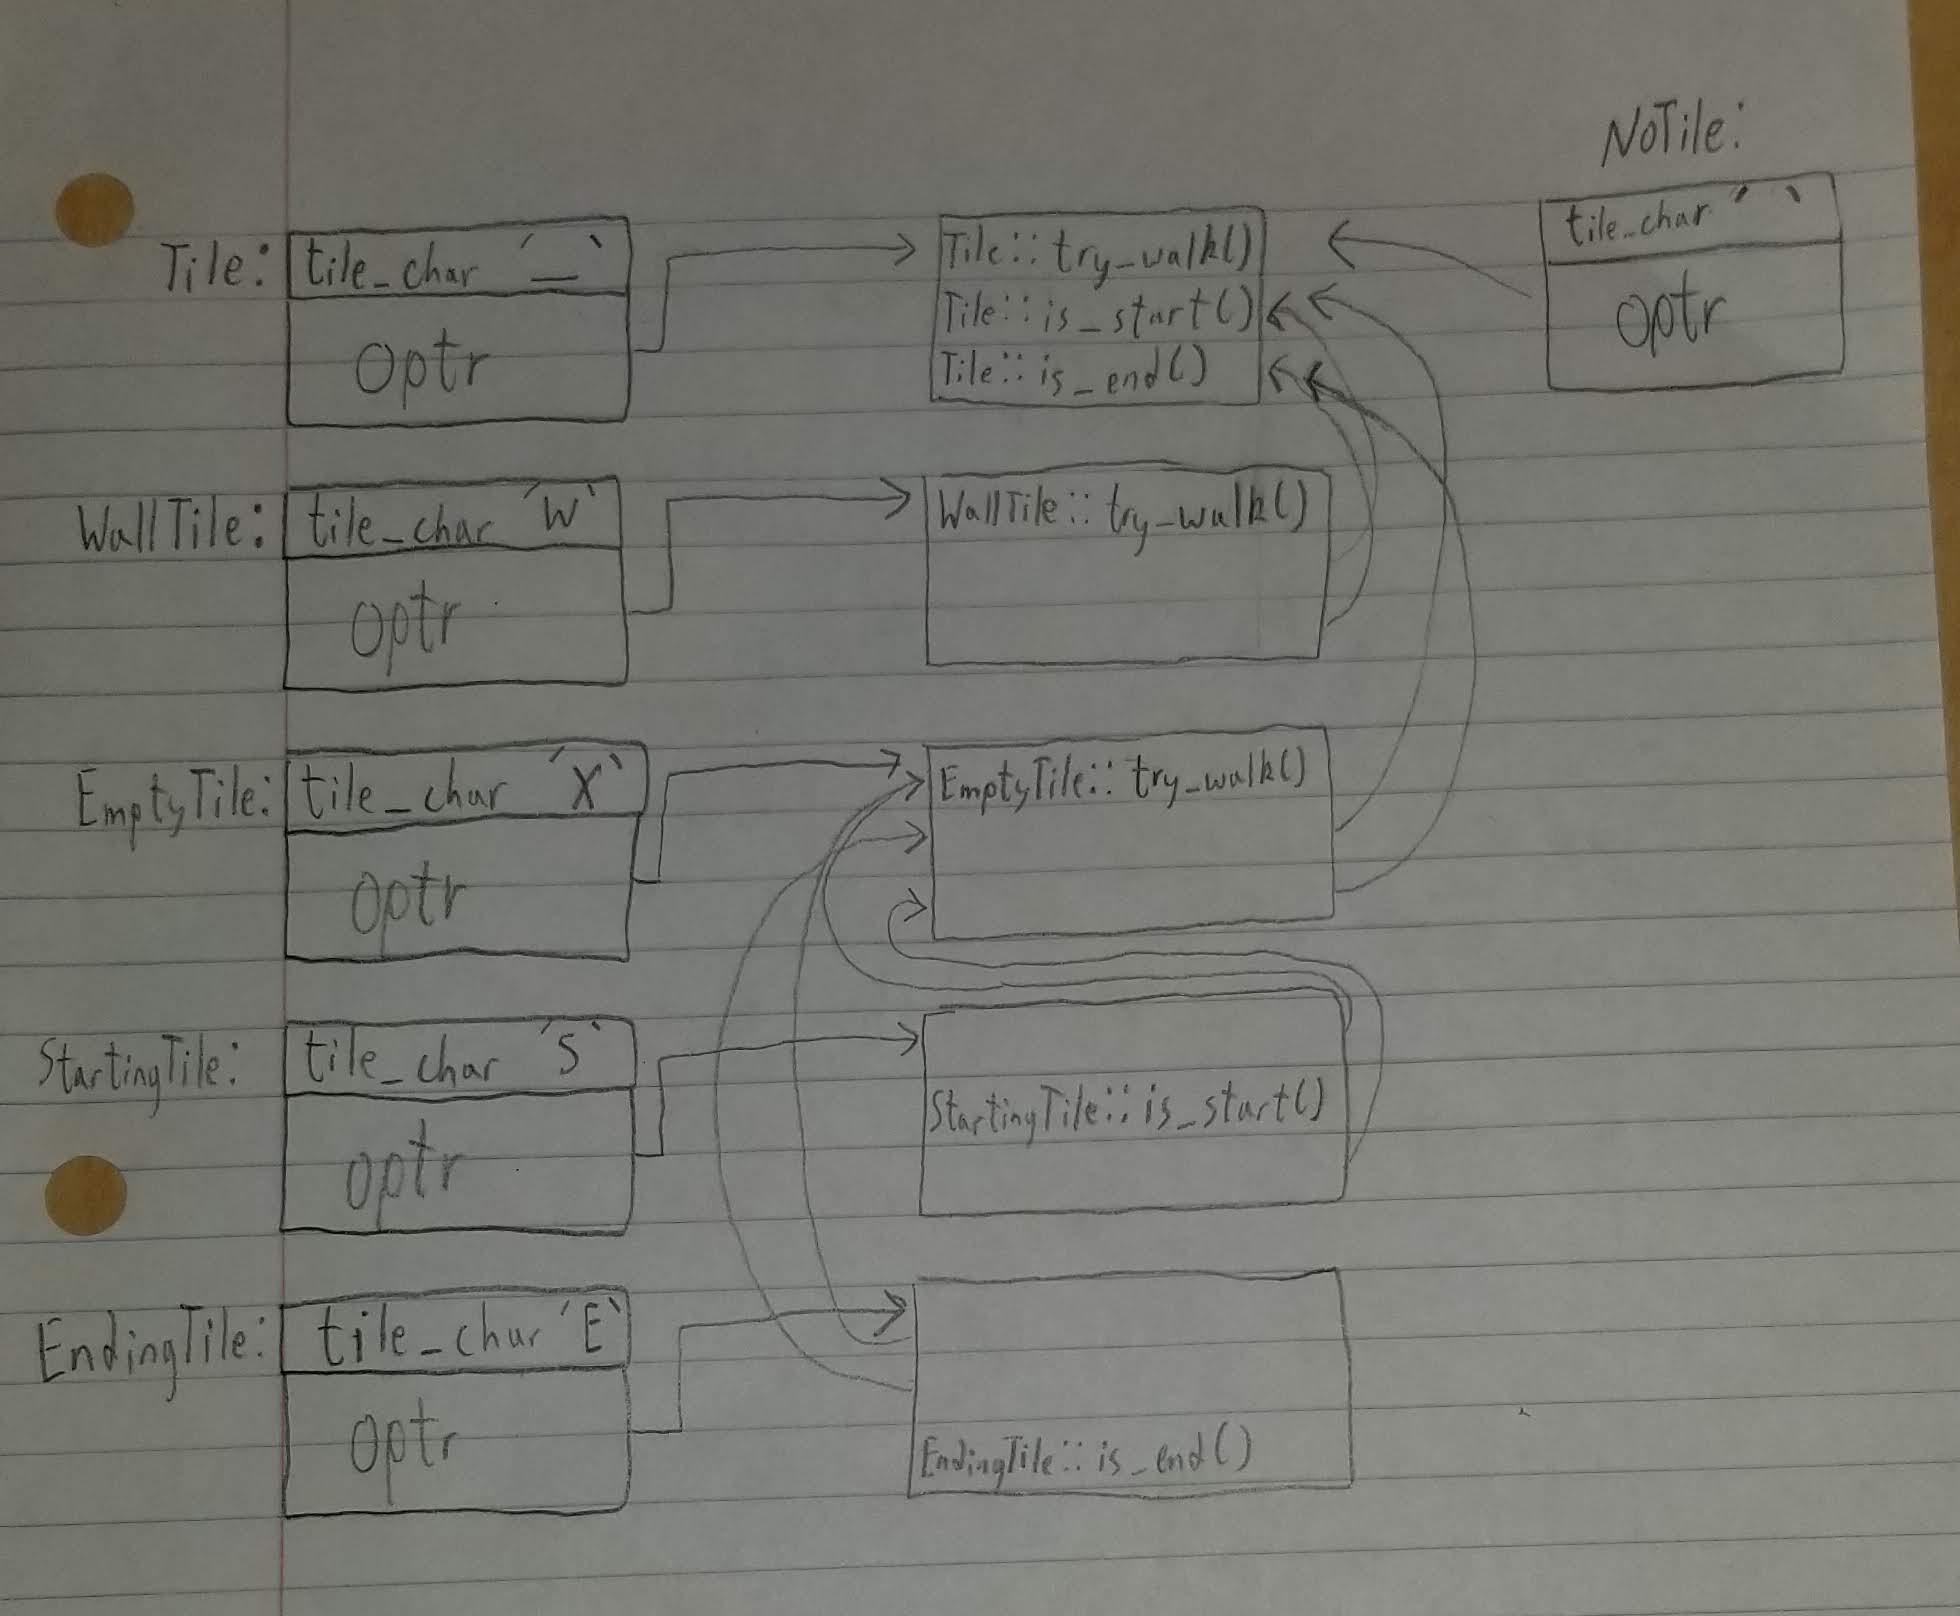 NoTile:
tile_char ' `
optr
Tile: tile_char '_`
optr
Tile::try_walk()
Tile::is_start()
Tile::is_end()
WallTile: tile_char 'W`
optr
WallTile::try_walk()
EmptyTile: tile_char 'X`
optr
EmptyTile::try_walk()
StartingTile: tile_char 'S`
optr
StartingTile::is_start()
EndingTile: tile_char 'E`
optr
EndingTile::is_end()